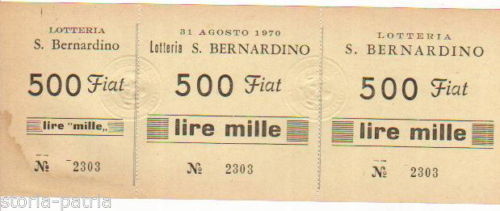 LOTTERIA
S. Bernardino
500 Fiat
lire "mille„
№ 2303
31 AGOSTO 1970
Lotteria S. BERNARDINO
500 Fiat
lire mille
№ 2303
LOTTERIA
S. BERNARDINO
500 Fiat
lire mille
№ 2303
storia-patria